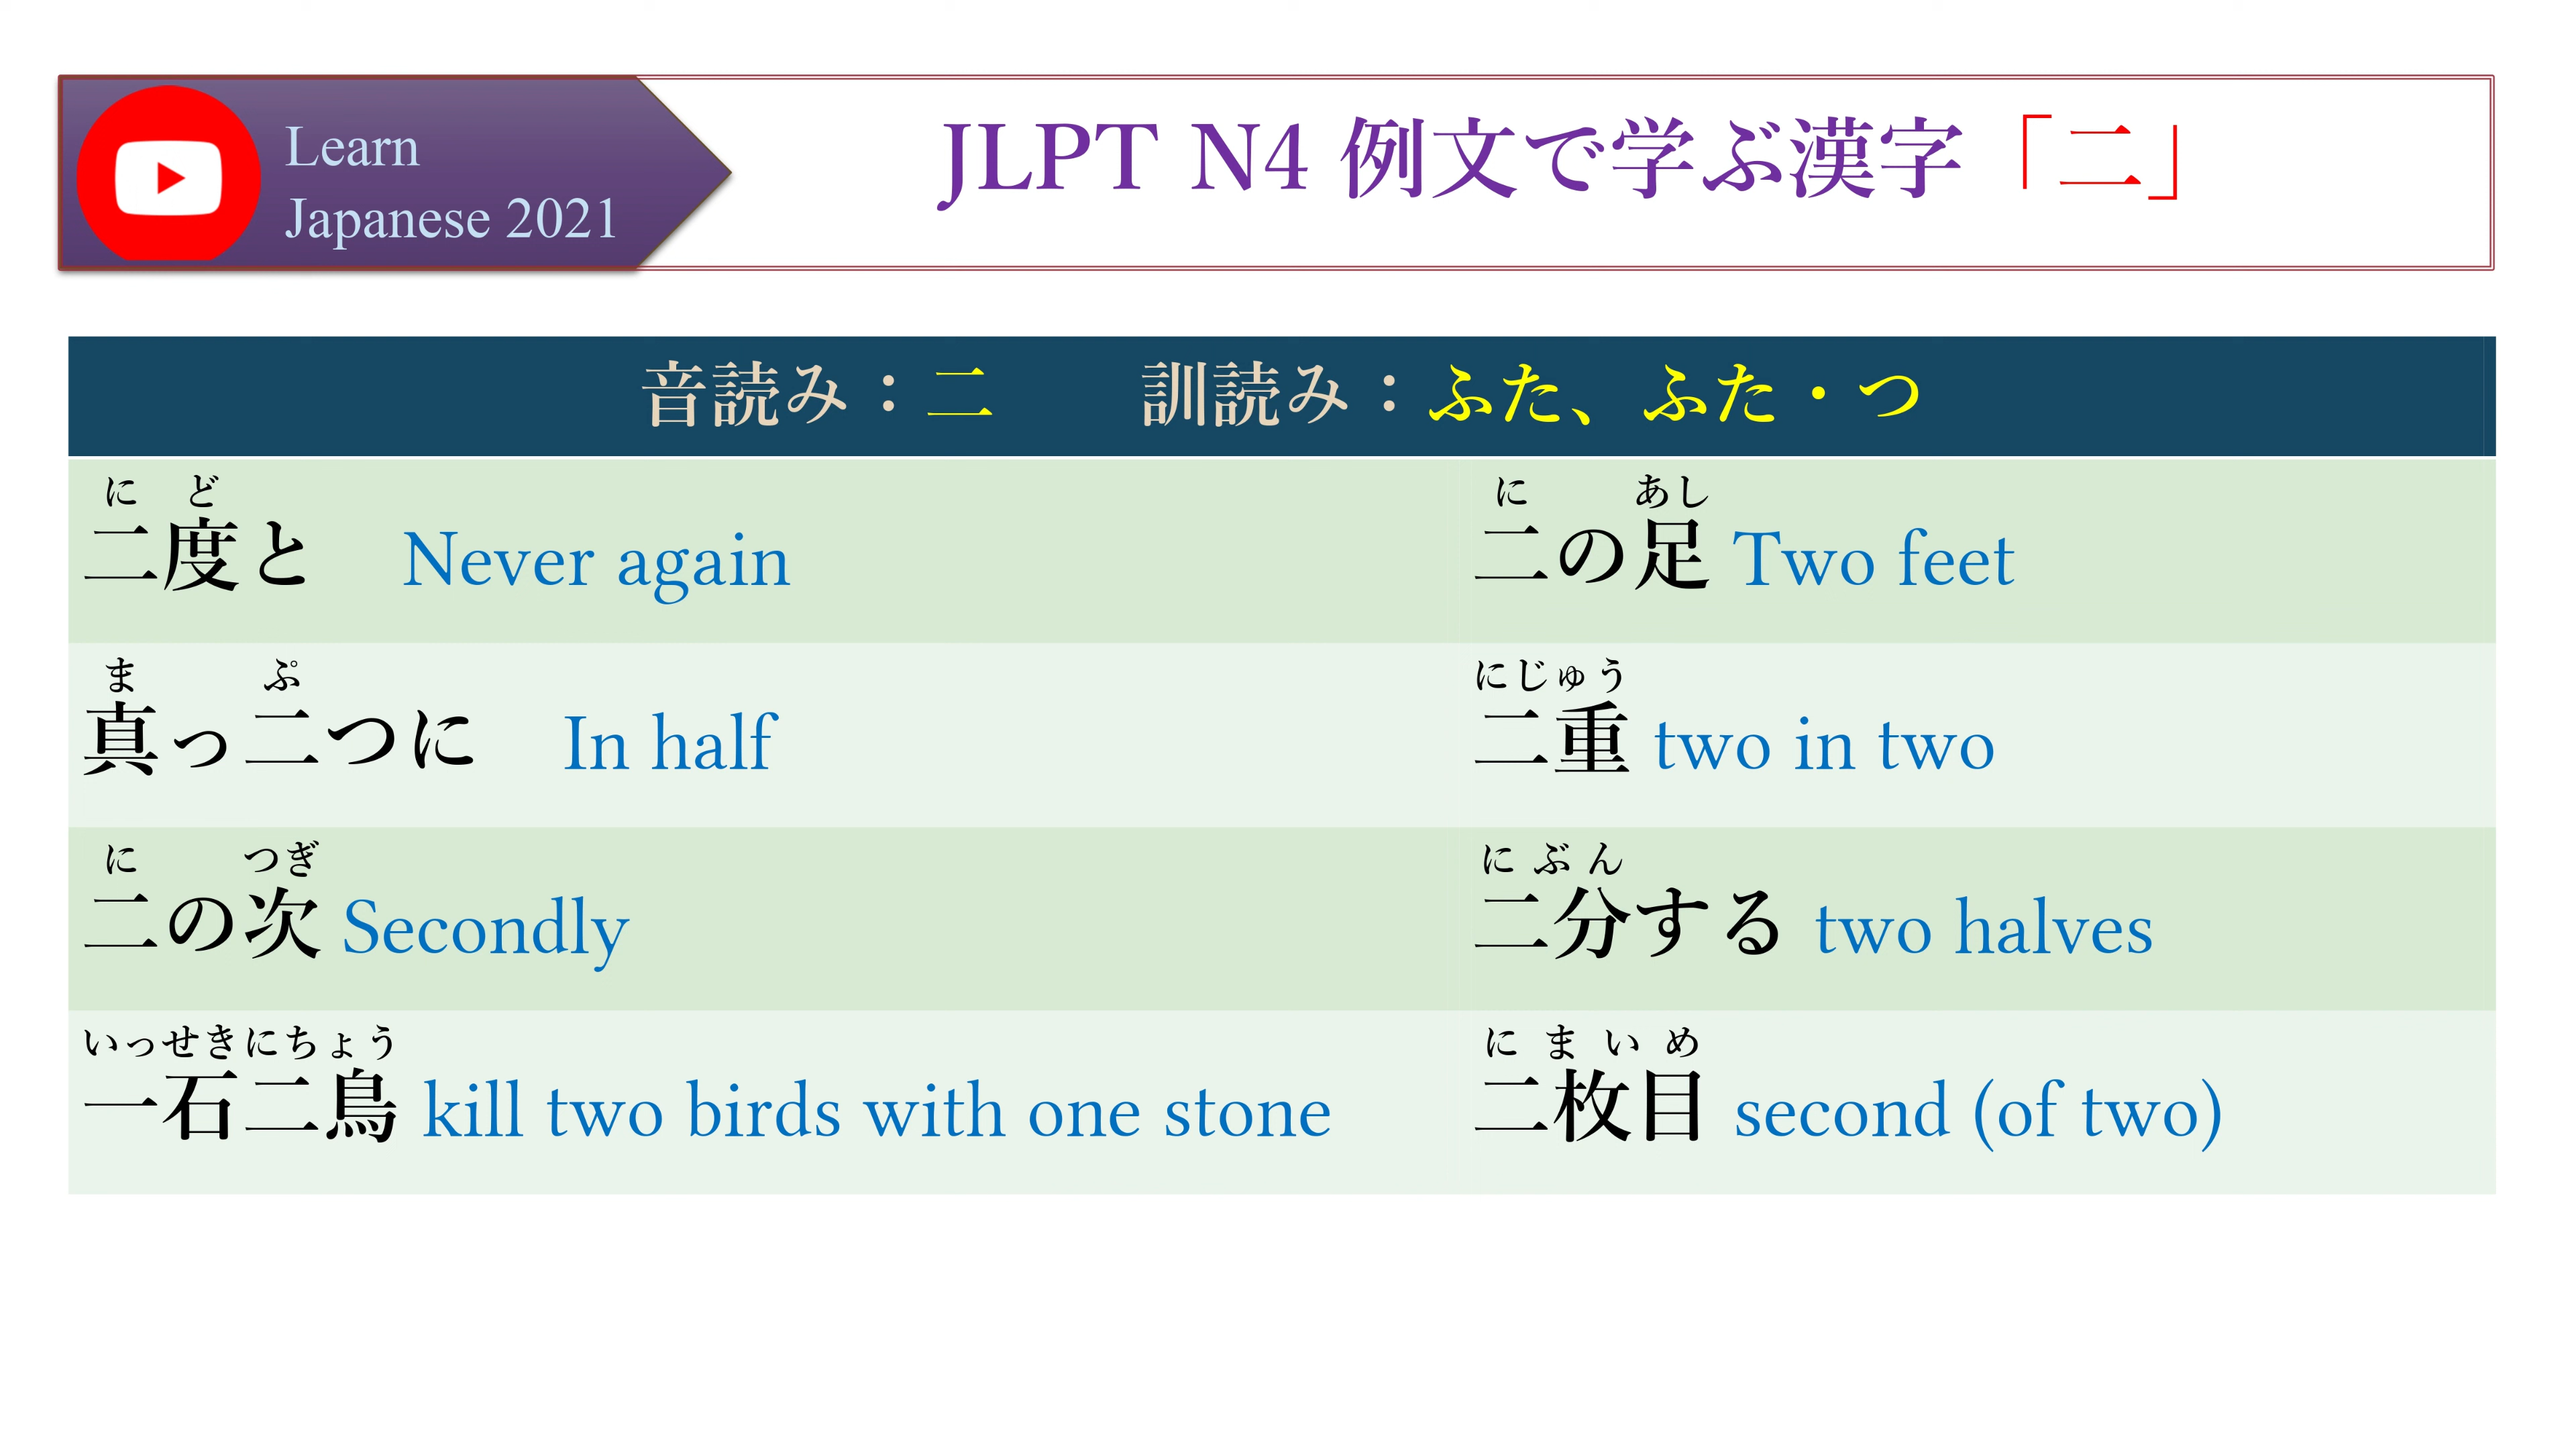 Learn
Japanese 2021
JLPT N4 例文で学ぶ漢字「二」
音読み：二　訓読み：ふた、ふた・つ
に ど
二度と Never again
に あし
二の足 Two feet
ま ぷ
真っ二つに In half
にじゅう
二重 two in two
に つぎ
二の次 Secondly
にぶん
二分する two halves
いっせきにちょう
一石二鳥 kill two birds with one stone
にまいめ
二枚目 second (of two)